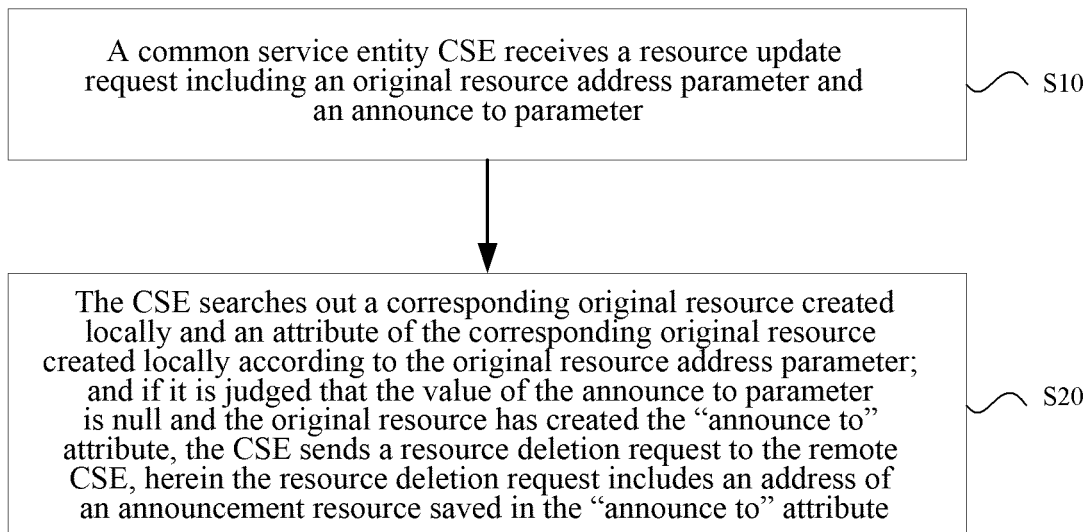 A common service entity CSE receives a resource update
request including an original resource address parameter and
an announce to parameter
S10
The CSE searches out a corresponding original resource created
locally and an attribute of the corresponding original resource
created locally according to the original resource address parameter;
and if it is judged that the value of the announce to parameter
is null and the original resource has created the “announce to”
attribute, the CSE sends a resource deletion request to the remote
CSE, herein the resource deletion request includes an address of
an announcement resource saved in the “announce to” attribute
S20